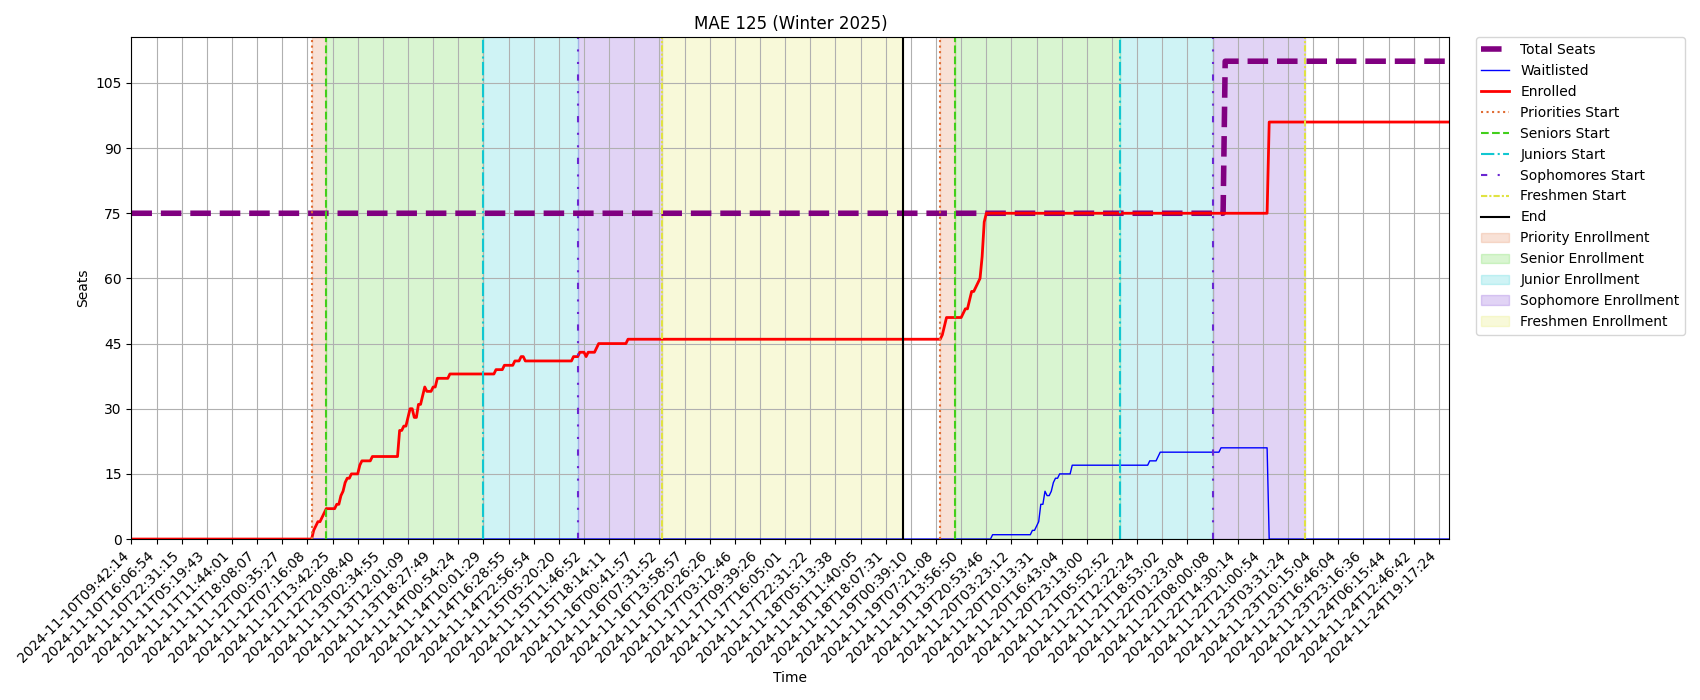 MAE 125 (Winter 2025)
Seats
105
90
75
60
45
30
15
0
2024-11-10T09:42:14
2024-11-10T16:06:54
2024-11-10T22:31:15
2024-11-11T05:19:43
2024-11-11T11:44:01
2024-11-11T18:08:07
2024-11-12T00:35:27
2024-11-12T07:16:08
2024-11-12T13:42:25
2024-11-12T20:08:40
2024-11-13T02:34:55
2024-11-13T12:01:09
2024-11-13T18:27:49
2024-11-14T00:54:24
2024-11-14T10:01:29
2024-11-14T16:28:55
2024-11-14T22:56:54
2024-11-15T05:20:20
2024-11-15T11:46:52
2024-11-15T18:14:11
2024-11-16T00:41:57
2024-11-16T07:31:52
2024-11-16T13:58:57
2024-11-16T20:26:26
2024-11-17T03:12:46
2024-11-17T09:39:26
2024-11-17T16:05:01
2024-11-17T22:31:22
2024-11-18T05:13:38
2024-11-18T11:40:05
2024-11-18T18:07:31
2024-11-19T00:39:10
2024-11-19T07:21:08
2024-11-19T13:56:50
2024-11-19T20:53:46
2024-11-20T03:23:12
2024-11-20T10:13:31
2024-11-20T16:43:04
2024-11-20T23:13:00
2024-11-21T05:52:52
2024-11-21T12:22:24
2024-11-21T18:53:02
2024-11-22T01:23:04
2024-11-22T08:00:08
2024-11-22T14:30:14
2024-11-22T21:00:54
2024-11-23T03:31:24
2024-11-23T10:15:04
2024-11-23T16:46:04
2024-11-23T23:16:36
2024-11-24T06:15:44
2024-11-24T12:46:42
2024-11-24T19:17:24
Time
Total Seats
Waitlisted
Enrolled
Priorities Start
Seniors Start
Juniors Start
Sophomores Start
Freshmen Start
End
Priority Enrollment
Senior Enrollment
Junior Enrollment
Sophomore Enrollment
Freshmen Enrollment